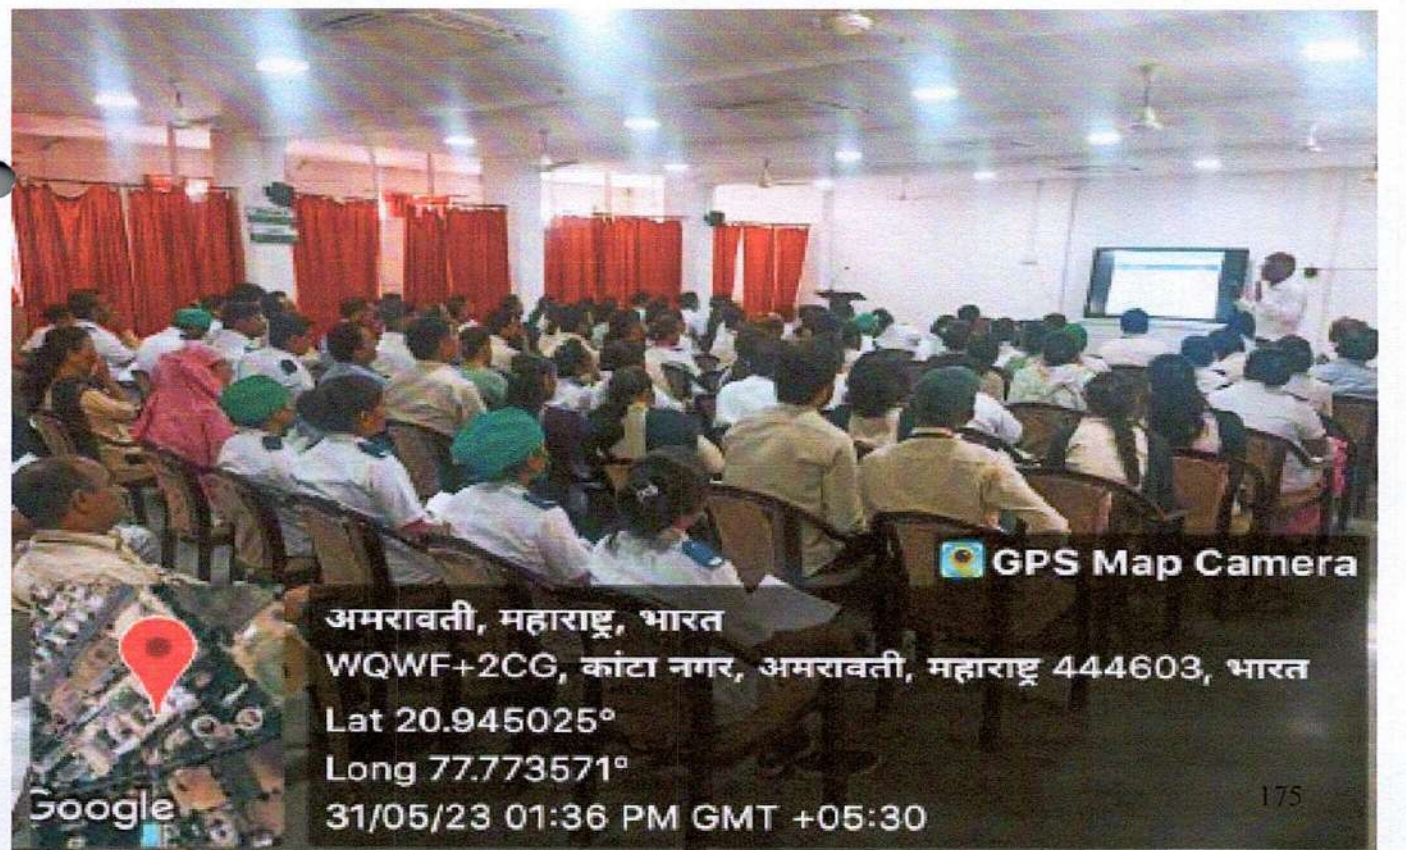 GPS Map Camera
अमरावती, महाराष्ट्र, भारत
WQWF+2CG, कांटा नगर, अमरावती, महाराष्ट्र 444603, भारत
Lat 20.945025°
Long 77.773571°
31/05/23 01:36 PM GMT +05:30
Google
175